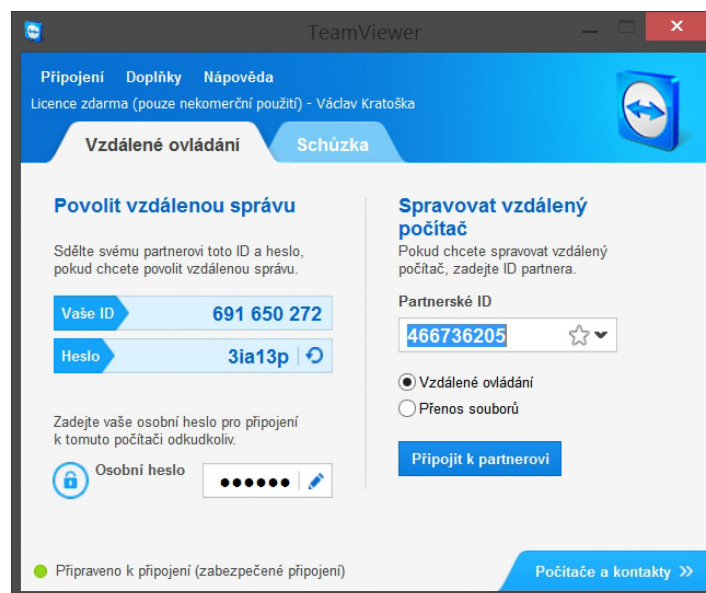 TeamViewer
Připojení Doplňky Nápověda
Licence zdarma (pouze nekomerční použití) - Václav Kratoška
Vzdálené ovládání
Schůzka
Povolit vzdálenou správu
Sdělte svému partnerovi toto ID a heslo,
pokud chcete povolit vzdálenou správu.
Vaše ID 691 650 272
Heslo 3ia13p
Zadejte vaše osobní heslo pro připojení
k tomuto počítači odkudkoliv.
Osobní heslo ●●●●●●
Spravovat vzdálený
počítač
Pokud chcete spravovat vzdálený
počítač, zadejte ID partnera.
Partnerské ID
466736205
Vzdálené ovládání
Přenos souborů
Připojit k partnerovi
Připraveno k připojení (zabezpečené připojení)
Počítače a kontakty >>